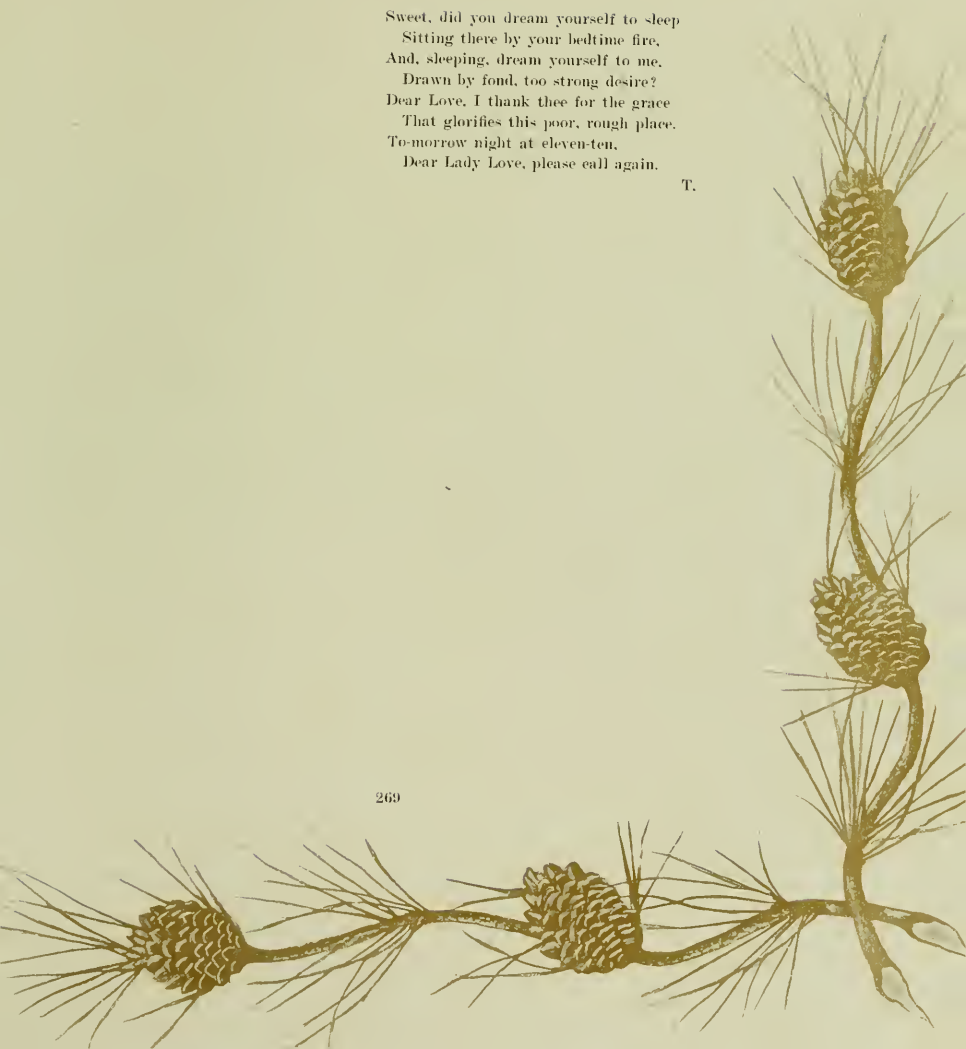 Sweet, did you dream yourself to sleep
Sitting there by your bedtime fire,
And, sleeping, dream yourself to me,
Drawn by fond, too strong desire?
Dear Love, I thank thee for the grace
That glorifies this poor, rough place.
To-morrow night at eleven-ten,
Dear Lady Love, please call again.
T.
269